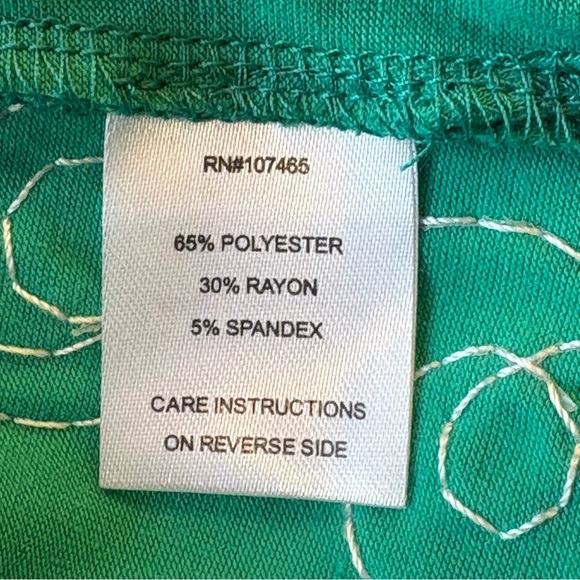 RN#107465
65% POLYESTER
30% RAYON
5% SPANDEX
CARE INSTRUCTIONS
ON REVERSE SIDE